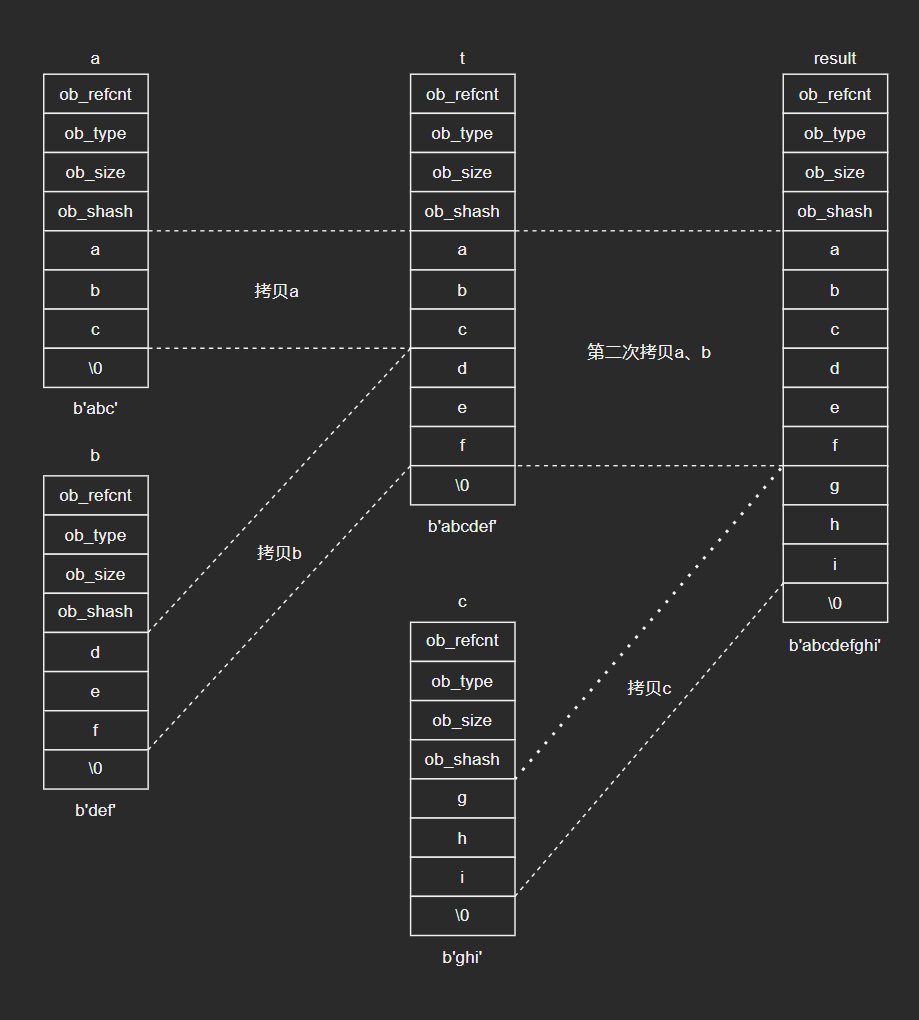 a
ob_refcnt
ob_type
ob_size
ob_shash
a
b
c
\0
b'abc'
b
ob_refcnt
ob_type
ob_size
ob_shash
d
e
f
\0
b'def'
拷贝a
拷贝b
t
ob_refcnt
ob_type
ob_size
ob_shash
a
b
c
d
e
f
\0
b'abcdef'
c
ob_refcnt
ob_type
ob_size
ob_shash
g
h
i
\0
b'ghi'
第二次拷贝a、b
拷贝c
result
ob_refcnt
ob_type
ob_size
ob_shash
a
b
c
d
e
f
g
h
i
\0
b'abcdefghi'